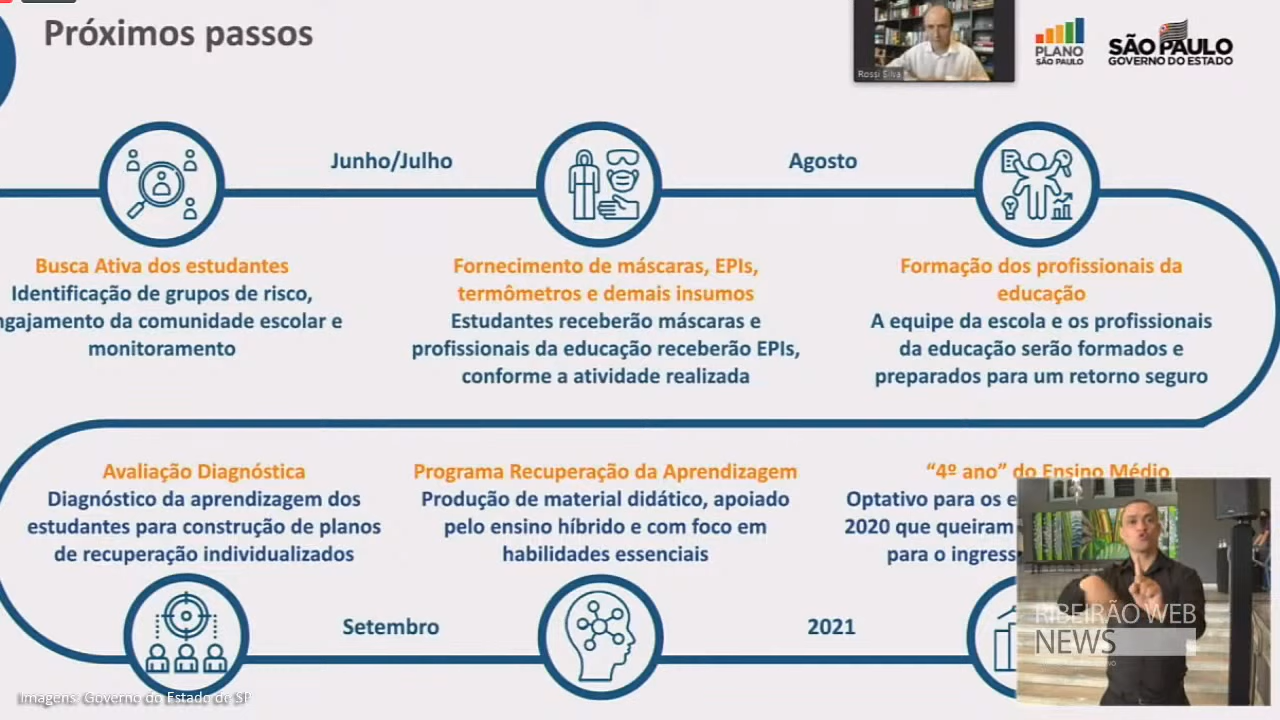 Próximos passos
Rossi Silva
PLANO
SÃO PAULO
SÃO PAULO
GOVERNO DO ESTADO
Junho/Julho
Agosto
Busca Ativa dos estudantes
Identificação de grupos de risco,
ngajamento da comunidade escolar e
monitoramento
Fornecimento de máscaras, EPIs,
termômetros e demais insumos
Estudantes receberão máscaras e
profissionais da educação receberão EPIs,
conforme a atividade realizada
Formação dos profissionais da
educação
A equipe da escola e os profissionais
da educação serão formados e
preparados para um retorno seguro
Avaliação Diagnóstica
Diagnóstico da aprendizagem dos
estudantes para construção de planos
de recuperação individualizados
Programa Recuperação da Aprendizagem
Produção de material didático, apoiado
pelo ensino híbrido e com foco em
habilidades essenciais
“4º ano” do Ensino Médio
Optativo para os e
2020 que queiram
para o ingress
Setembro
2021
RIBEIRÃO WEB
NEWS
Imagens: Governo do Estado de SP